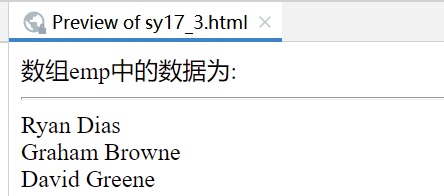 Preview of sy17_3.html
数组emp中的数据为:
Ryan Dias
Graham Browne
David Greene